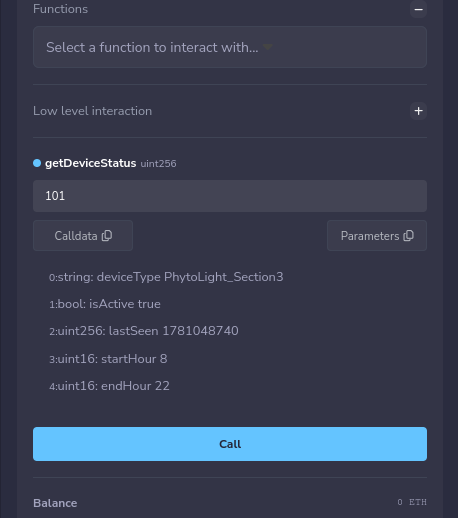 Functions
Select a function to interact with...
Low level interaction
getDeviceStatus uint256
101
Calldata
Parameters
0:string: deviceType PhytoLight_Section3
1:bool: isActive true
2:uint256: lastSeen 1781048740
3:uint16: startHour 8
4:uint16: endHour 22
Call
Balance 0 ETH